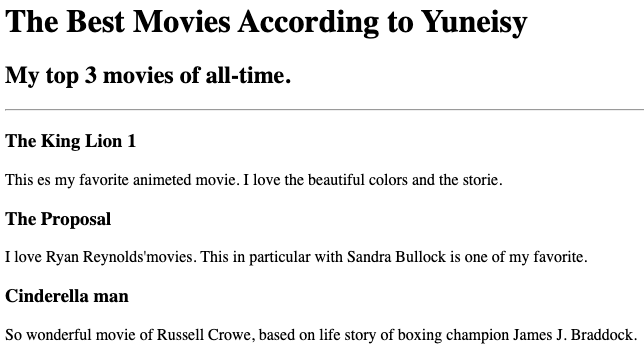 The Best Movies According to Yuneisy
My top 3 movies of all-time.
The King Lion 1
This es my favorite animeted movie. I love the beautiful colors and the storie.
The Proposal
I love Ryan Reynolds'movies. This in particular with Sandra Bullock is one of my favorite.
Cinderella man
So wonderful movie of Russell Crowe, based on life story of boxing champion James J. Braddock.